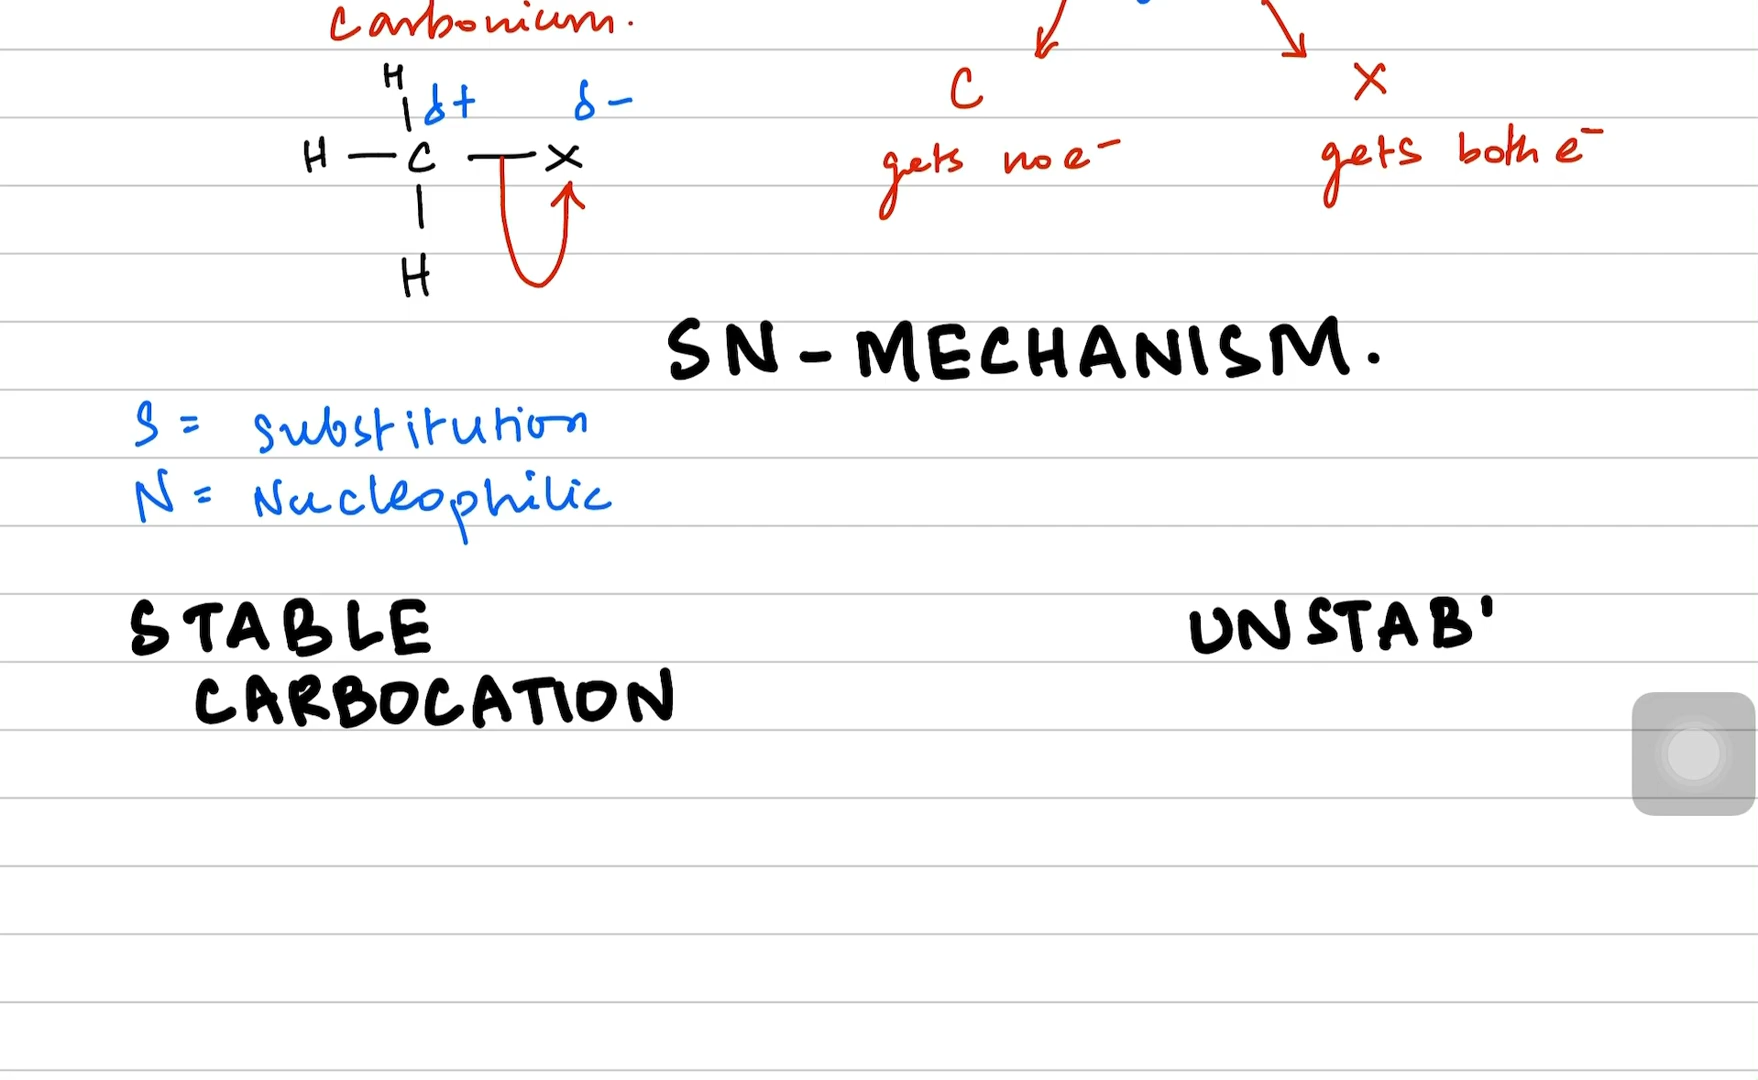 Carbonium.
H
δ+ δ-
H — C — X
H
C X
gets no e⁻ gets both e⁻
SN-MECHANISM.
S = Substitution
N = Nucleophilic
STABLE UNSTAB'
CARBOCATION